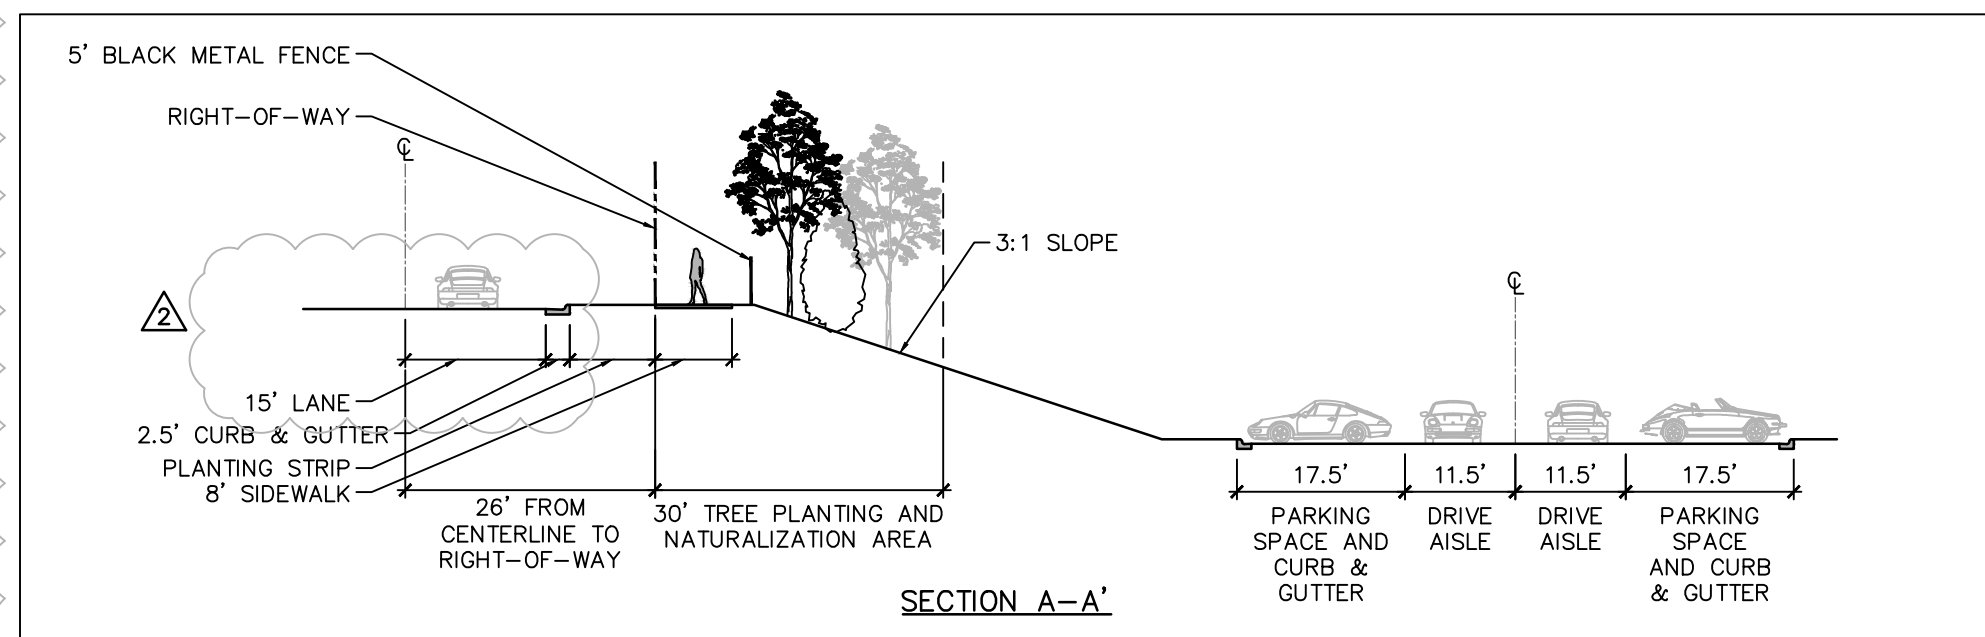 5' BLACK METAL FENCE
RIGHT-OF-WAY
℄
2
15' LANE
2.5' CURB & GUTTER
PLANTING STRIP
8' SIDEWALK
26' FROM
CENTERLINE TO
RIGHT-OF-WAY
30' TREE PLANTING AND
NATURALIZATION AREA
3:1 SLOPE
℄
17.5'
11.5'
11.5'
17.5'
PARKING
SPACE AND
CURB &
GUTTER
DRIVE
AISLE
DRIVE
AISLE
PARKING
SPACE
AND CURB
& GUTTER
SECTION A-A'